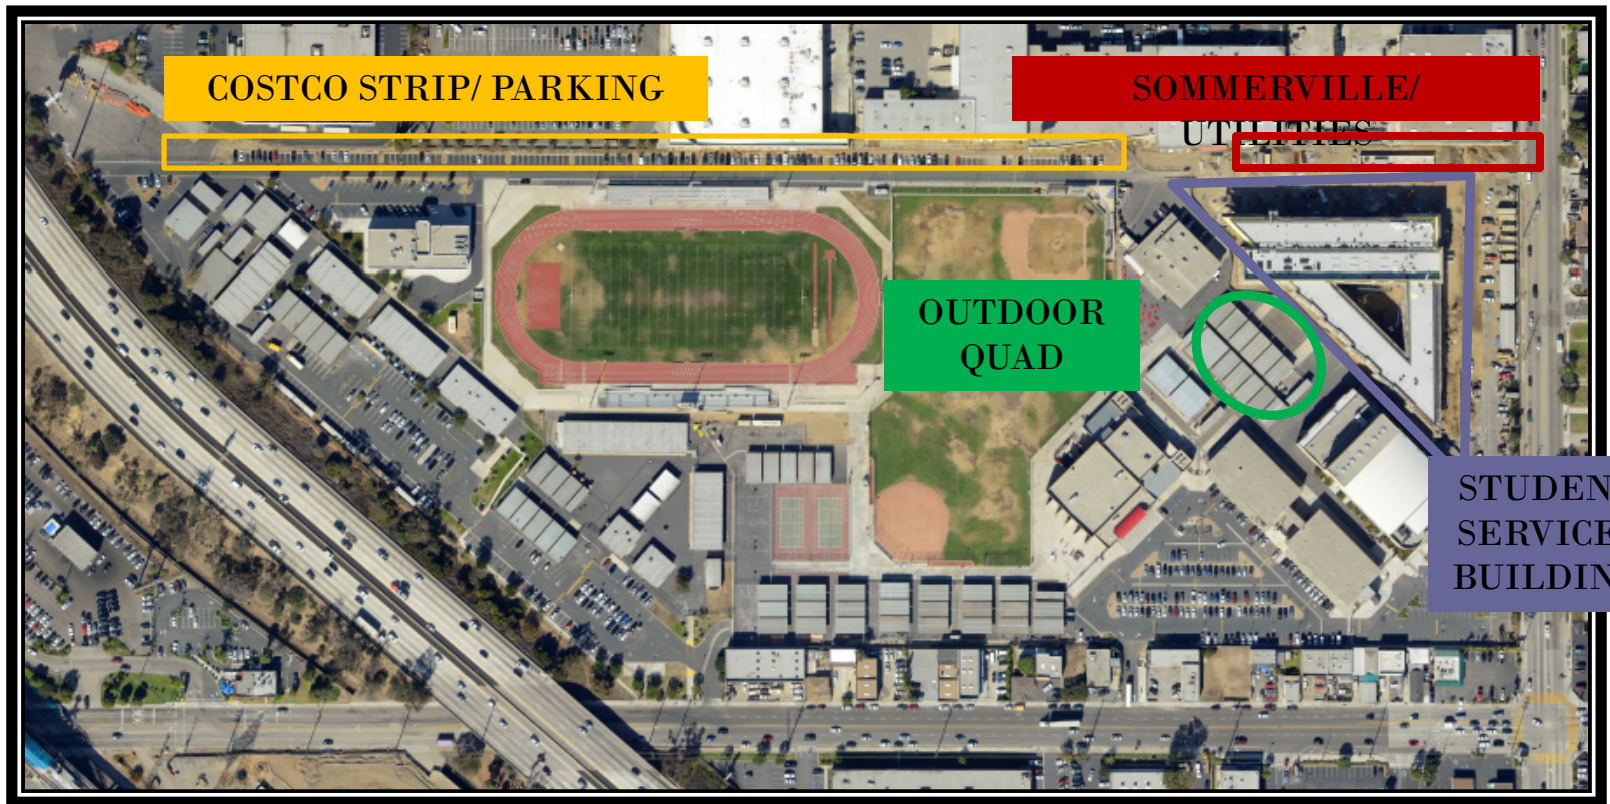 COSTCO STRIP/ PARKING
SOMMERVILLE/
UTILITIES
OUTDOOR
QUAD
STUDEN
SERVICE
BUILDIN